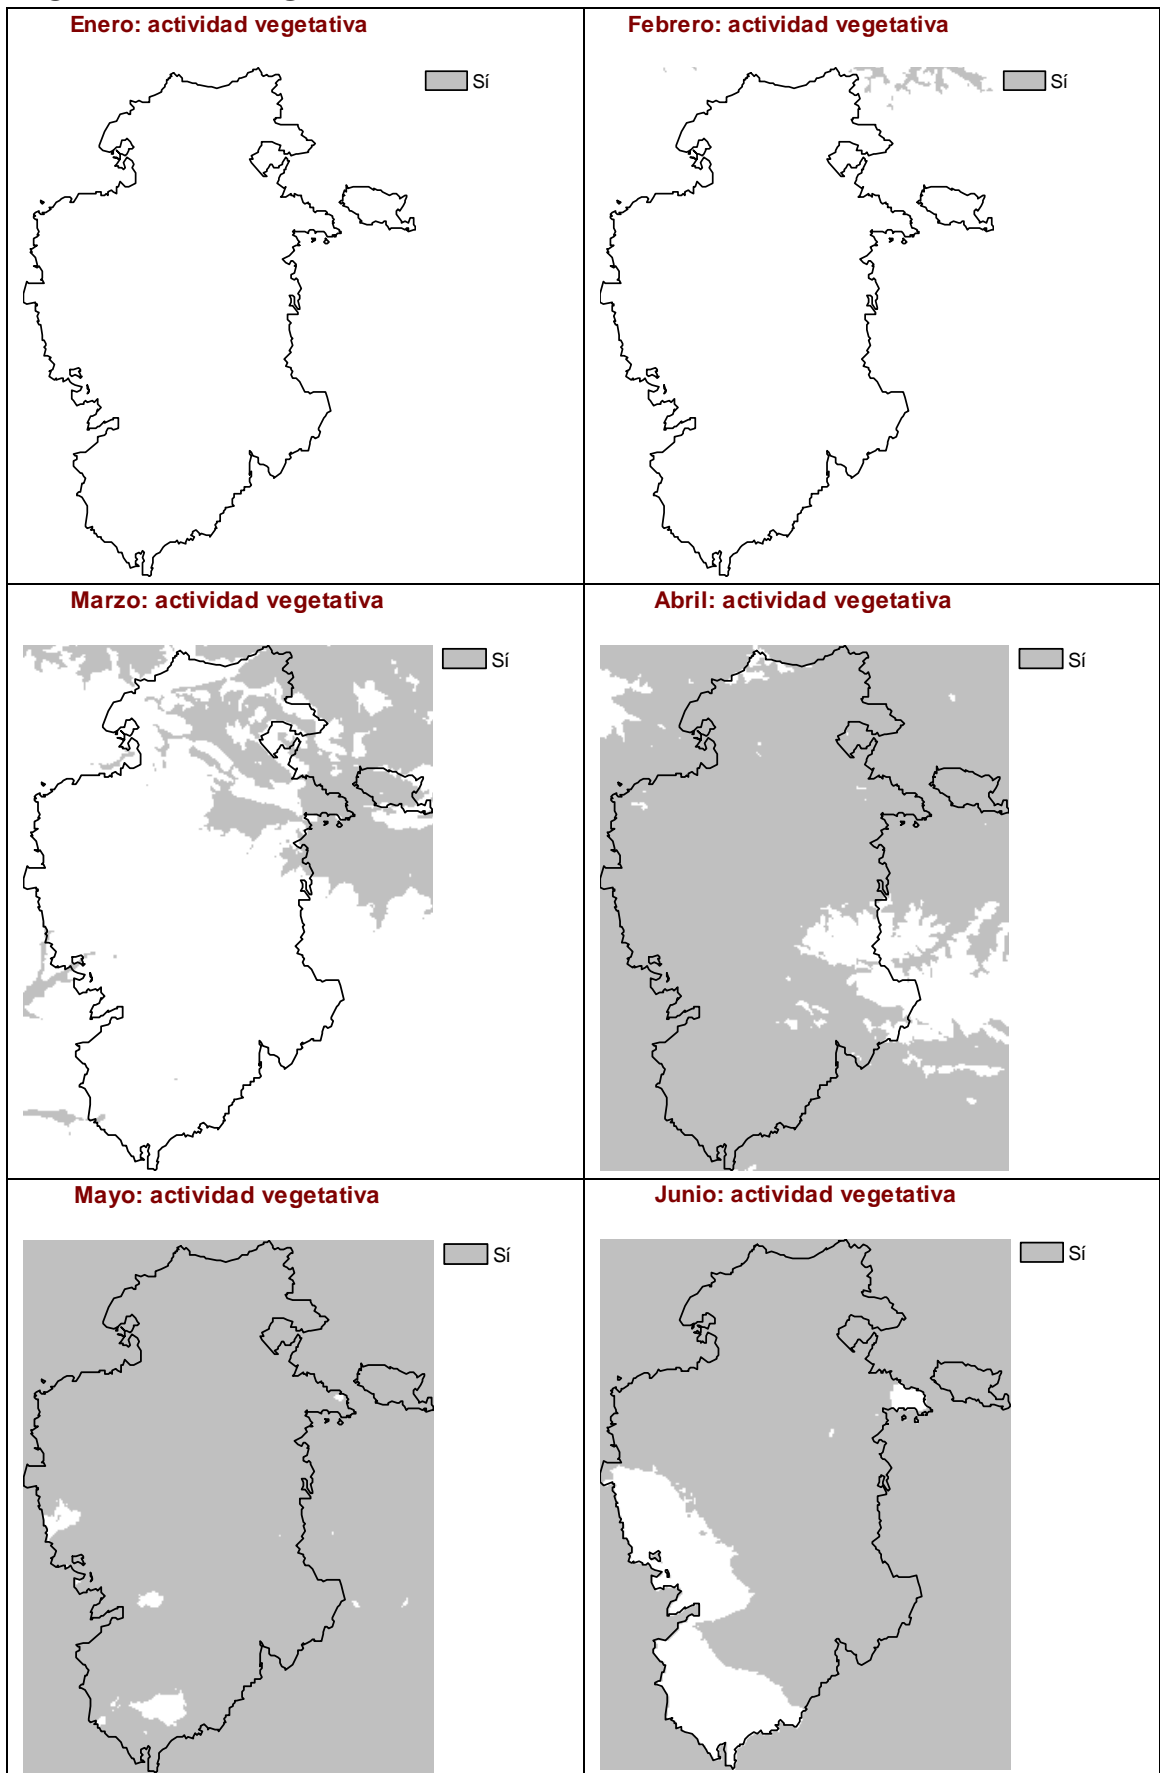 Enero: actividad vegetativa
Sí
Febrero: actividad vegetativa
Sí
Marzo: actividad vegetativa
Sí
Abril: actividad vegetativa
Sí
Mayo: actividad vegetativa
Sí
Junio: actividad vegetativa
Sí